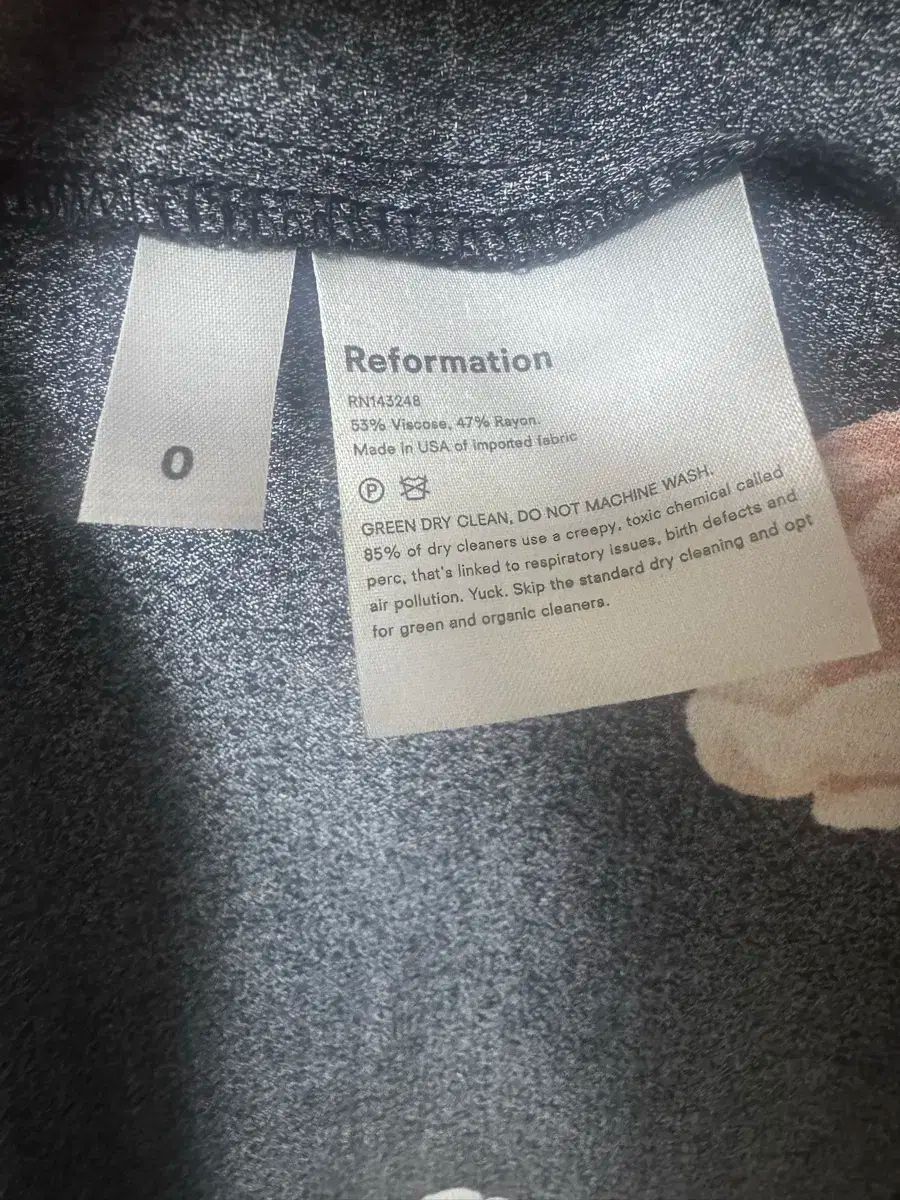 0
Reformation
RN143248
53% Viscose, 47% Rayon.
Made in USA of imported fabric
P
GREEN DRY CLEAN, DO NOT MACHINE WASH.
85% of dry cleaners use a creepy, toxic chemical called
perc, that's linked to respiratory issues, birth defects and
air pollution. Yuck. Skip the standard dry cleaning and opt
for green and organic cleaners.